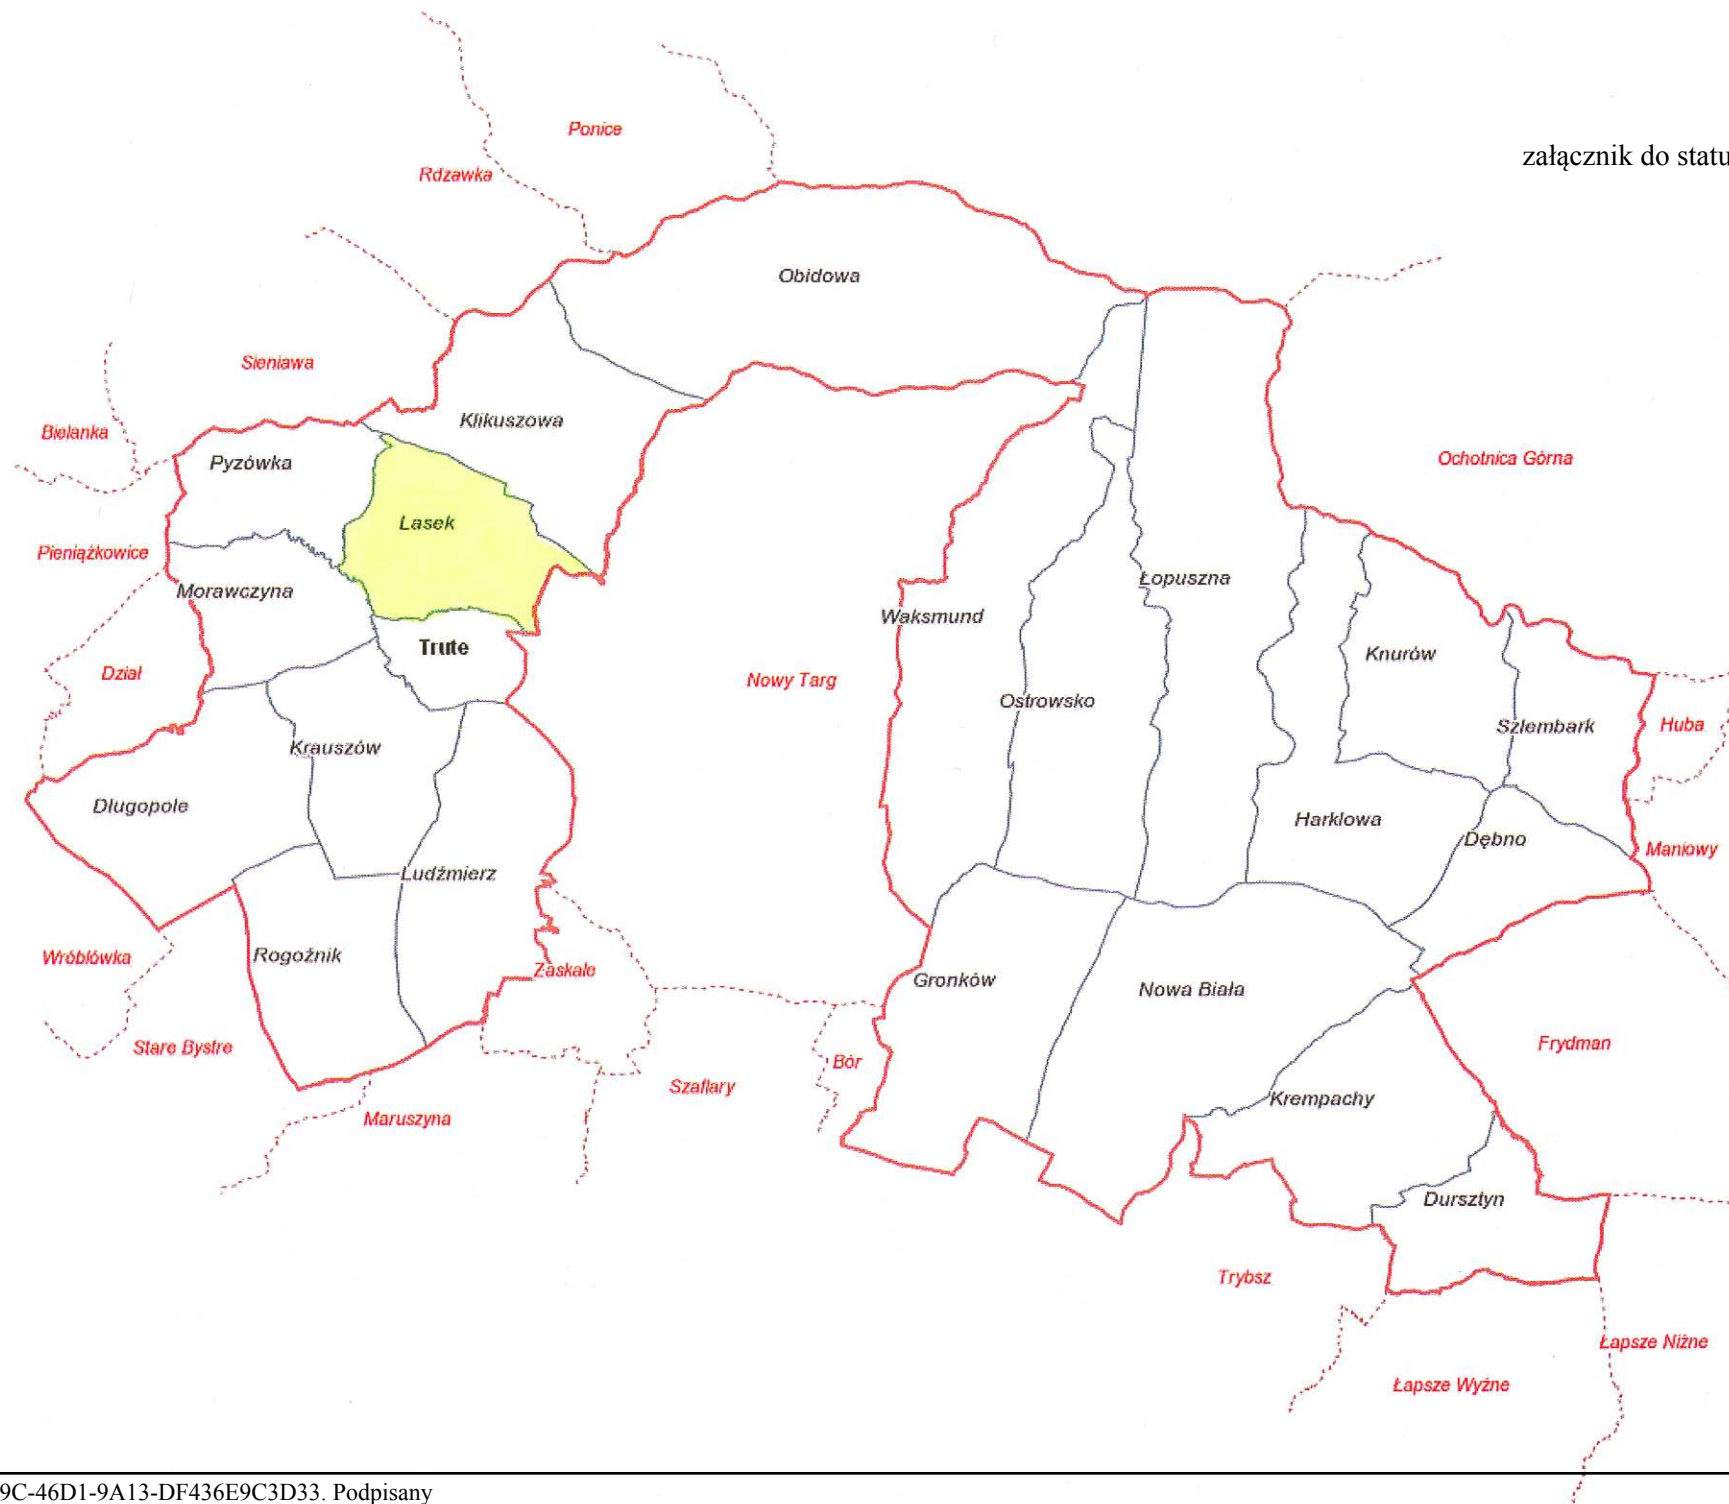 Ponice
załącznik do statu
Rdzawka
Obidowa
Sieniawa
Klikuszowa
Bielanka
Pyzówka
Ochotnica Górna
Lasek
Pieniążkowice
Łopuszna
Morawczyna
Waksmund
Trute
Knurów
Dział
Nowy Targ
Ostrowsko
Szlembark
Huba
Krauszów
Długopole
Harklowa
Dębno
Maniowy
Ludźmierz
Wróblówka
Rogoźnik
Zaskale
Gronków
Nowa Biała
Stare Bystre
Frydman
Bór
Szaflary
Krempachy
Maruszyna
Dursztyn
Trybsz
Łapsze Niżne
Łapsze Wyżne
9C-46D1-9A13-DF436E9C3D33. Podpisany